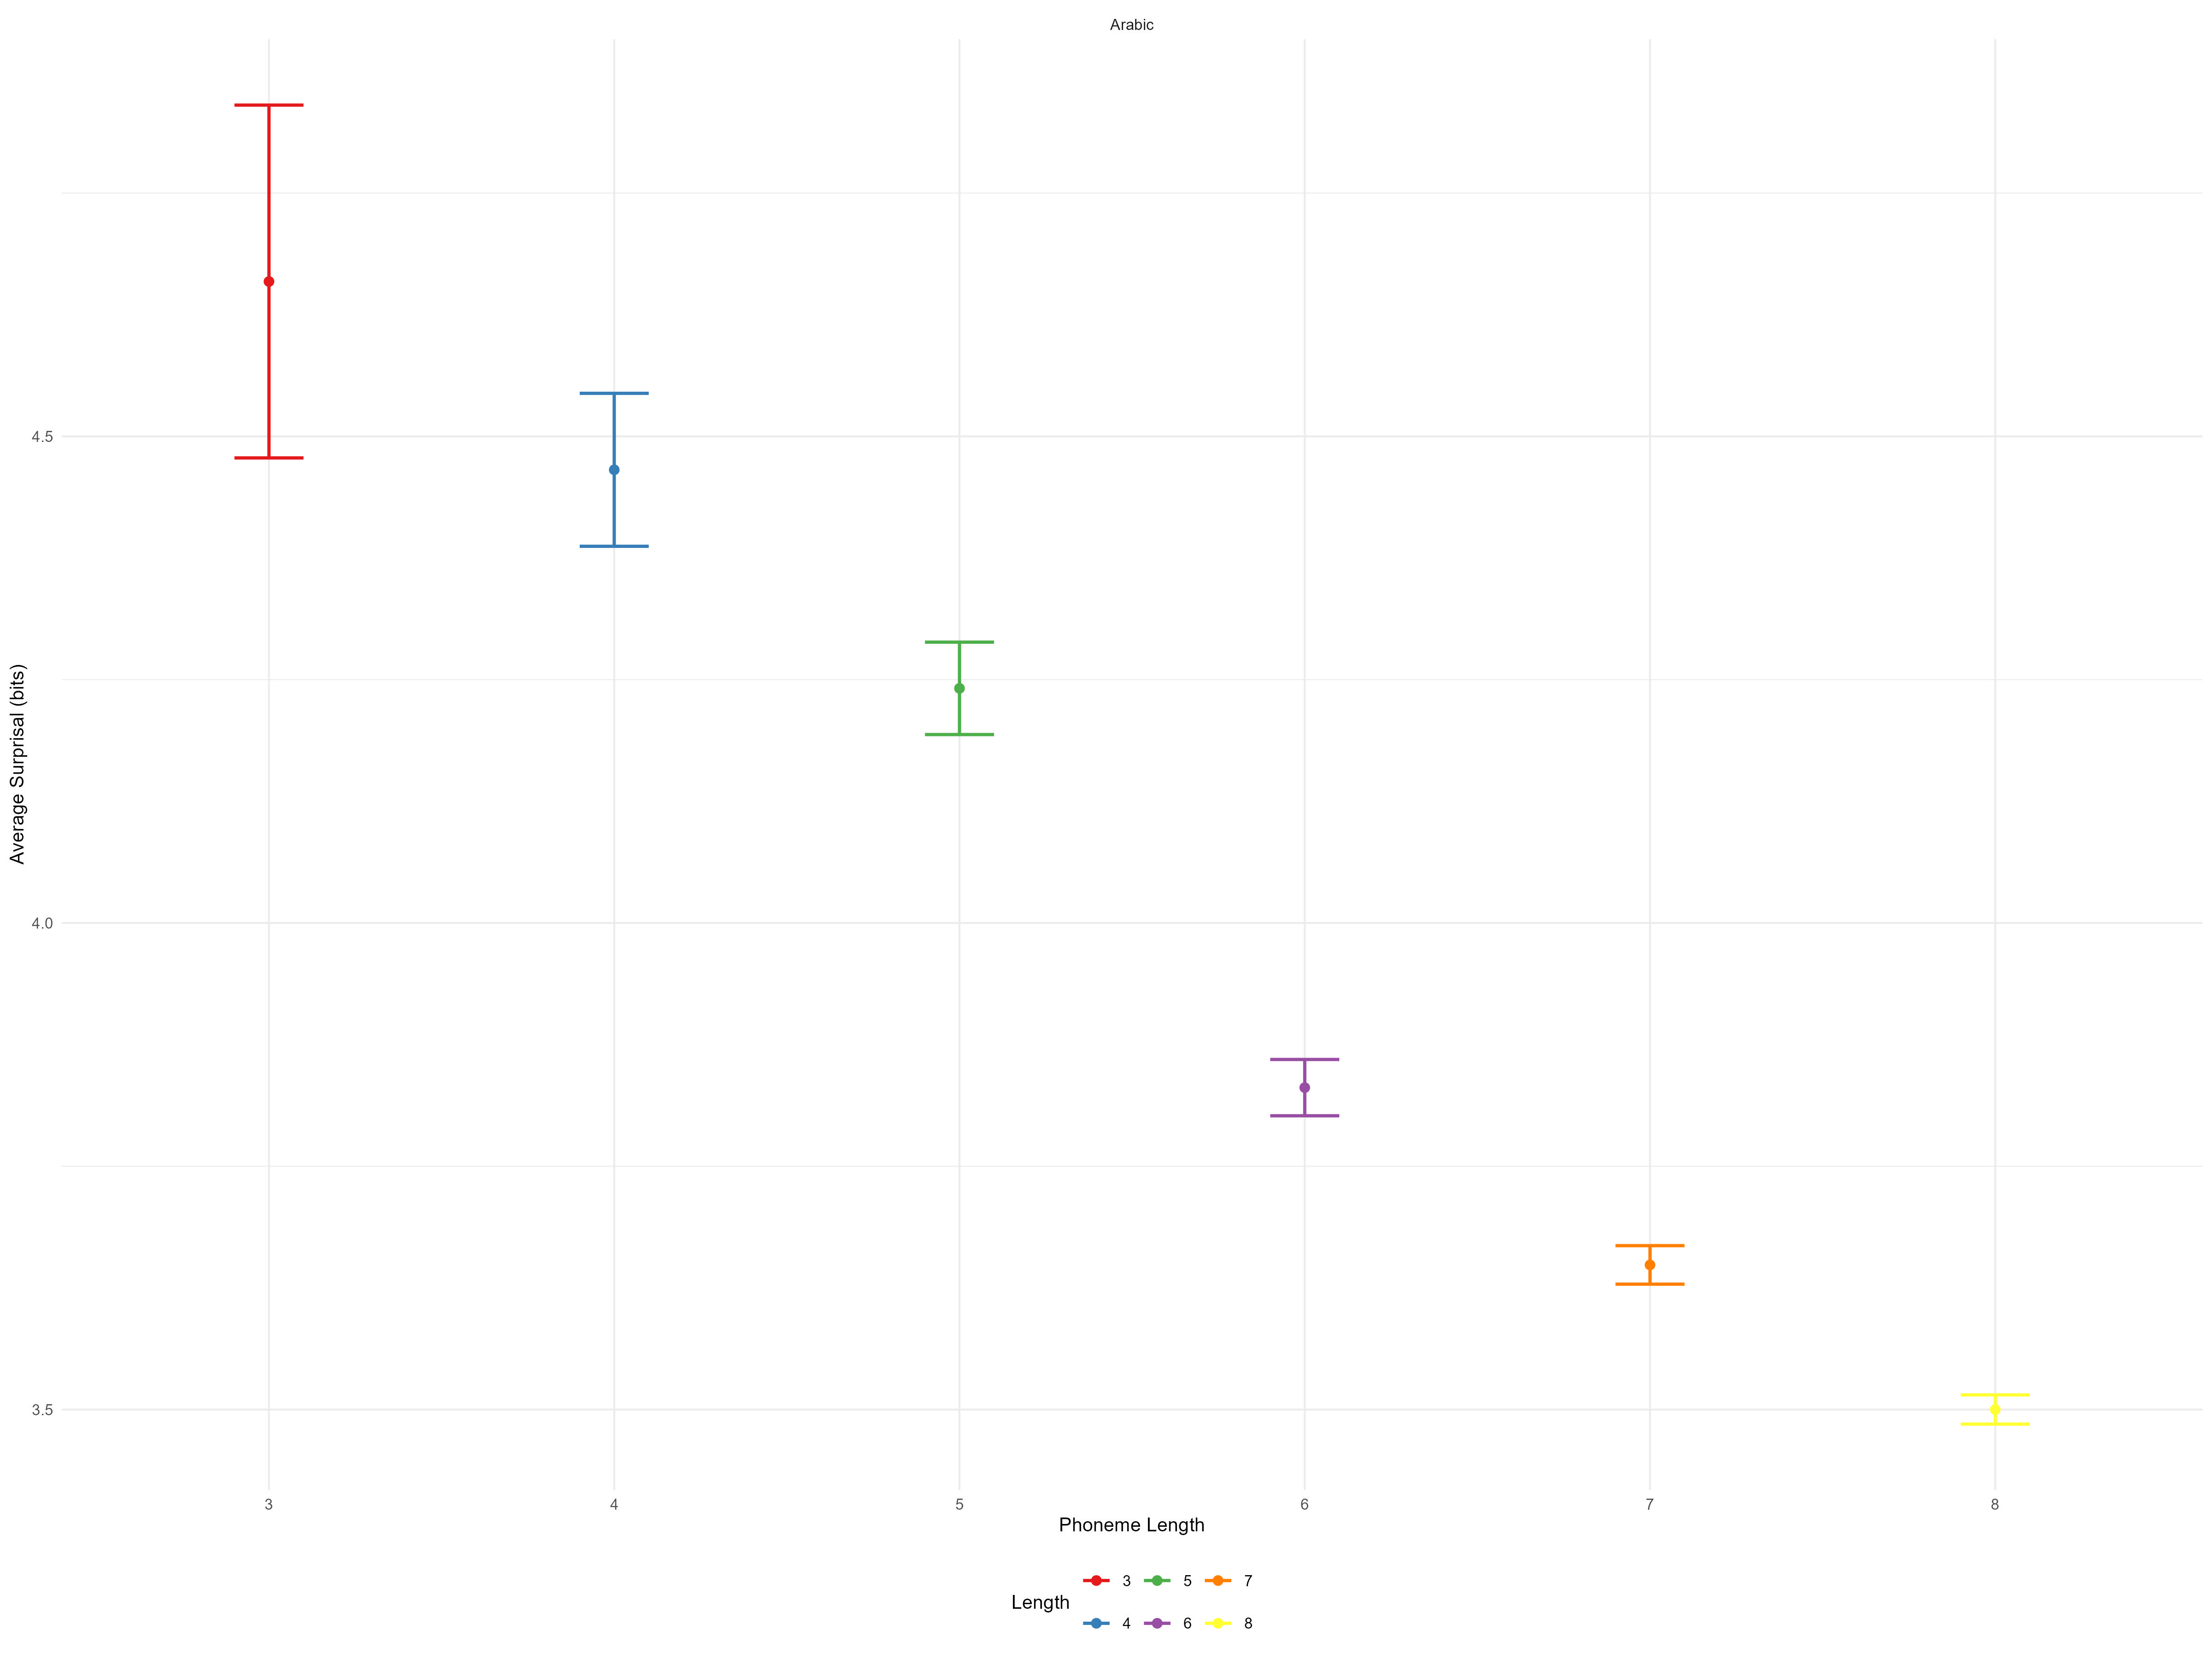 Arabic
Average Surprisal (bits)
4.5
4.0
3.5
3 4 5 6 7 8
Phoneme Length
Length
3 5 7
4 6 8